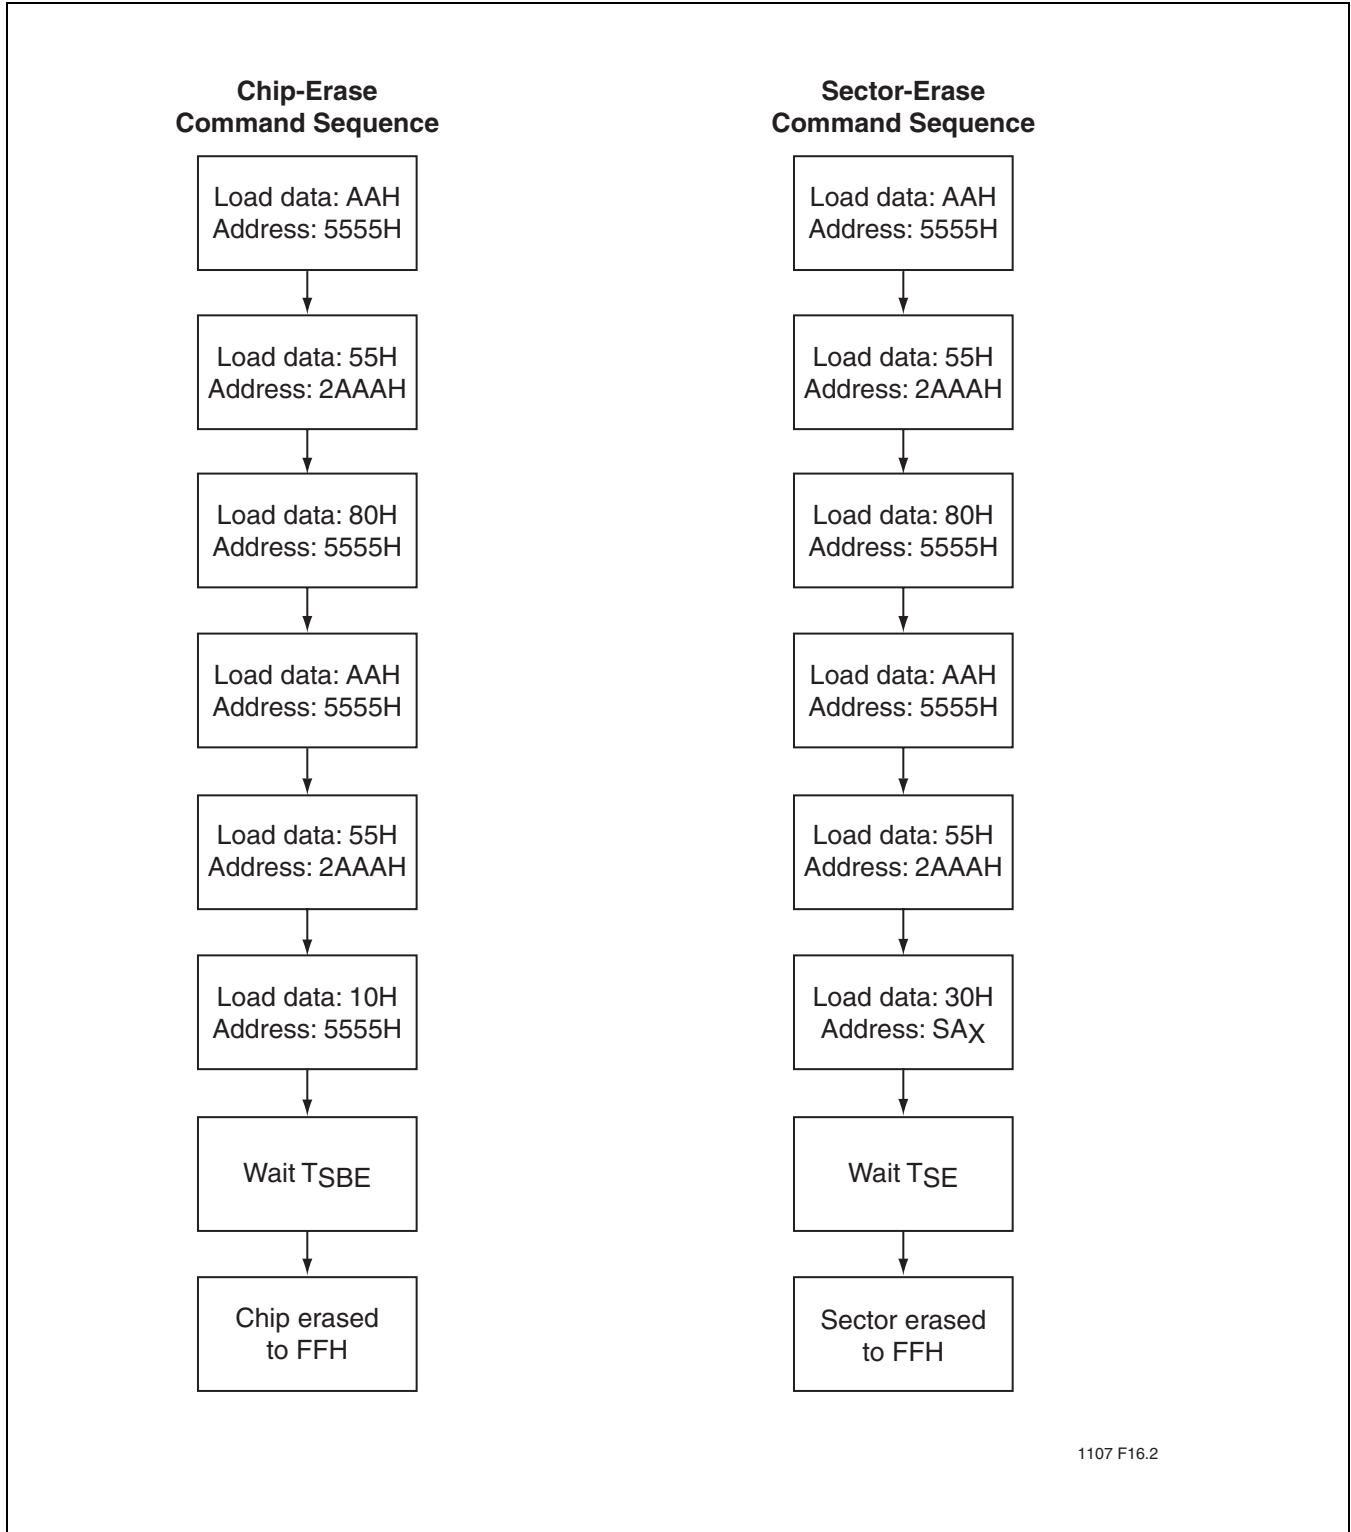 Chip-Erase
Command Sequence
Load data: AAH
Address: 5555H
Load data: 55H
Address: 2AAAH
Load data: 80H
Address: 5555H
Load data: AAH
Address: 5555H
Load data: 55H
Address: 2AAAH
Load data: 10H
Address: 5555H
Wait TSBE
Chip erased
to FFH
Sector-Erase
Command Sequence
Load data: AAH
Address: 5555H
Load data: 55H
Address: 2AAAH
Load data: 80H
Address: 5555H
Load data: AAH
Address: 5555H
Load data: 55H
Address: 2AAAH
Load data: 30H
Address: SAX
Wait TSE
Sector erased
to FFH
1107 F16.2